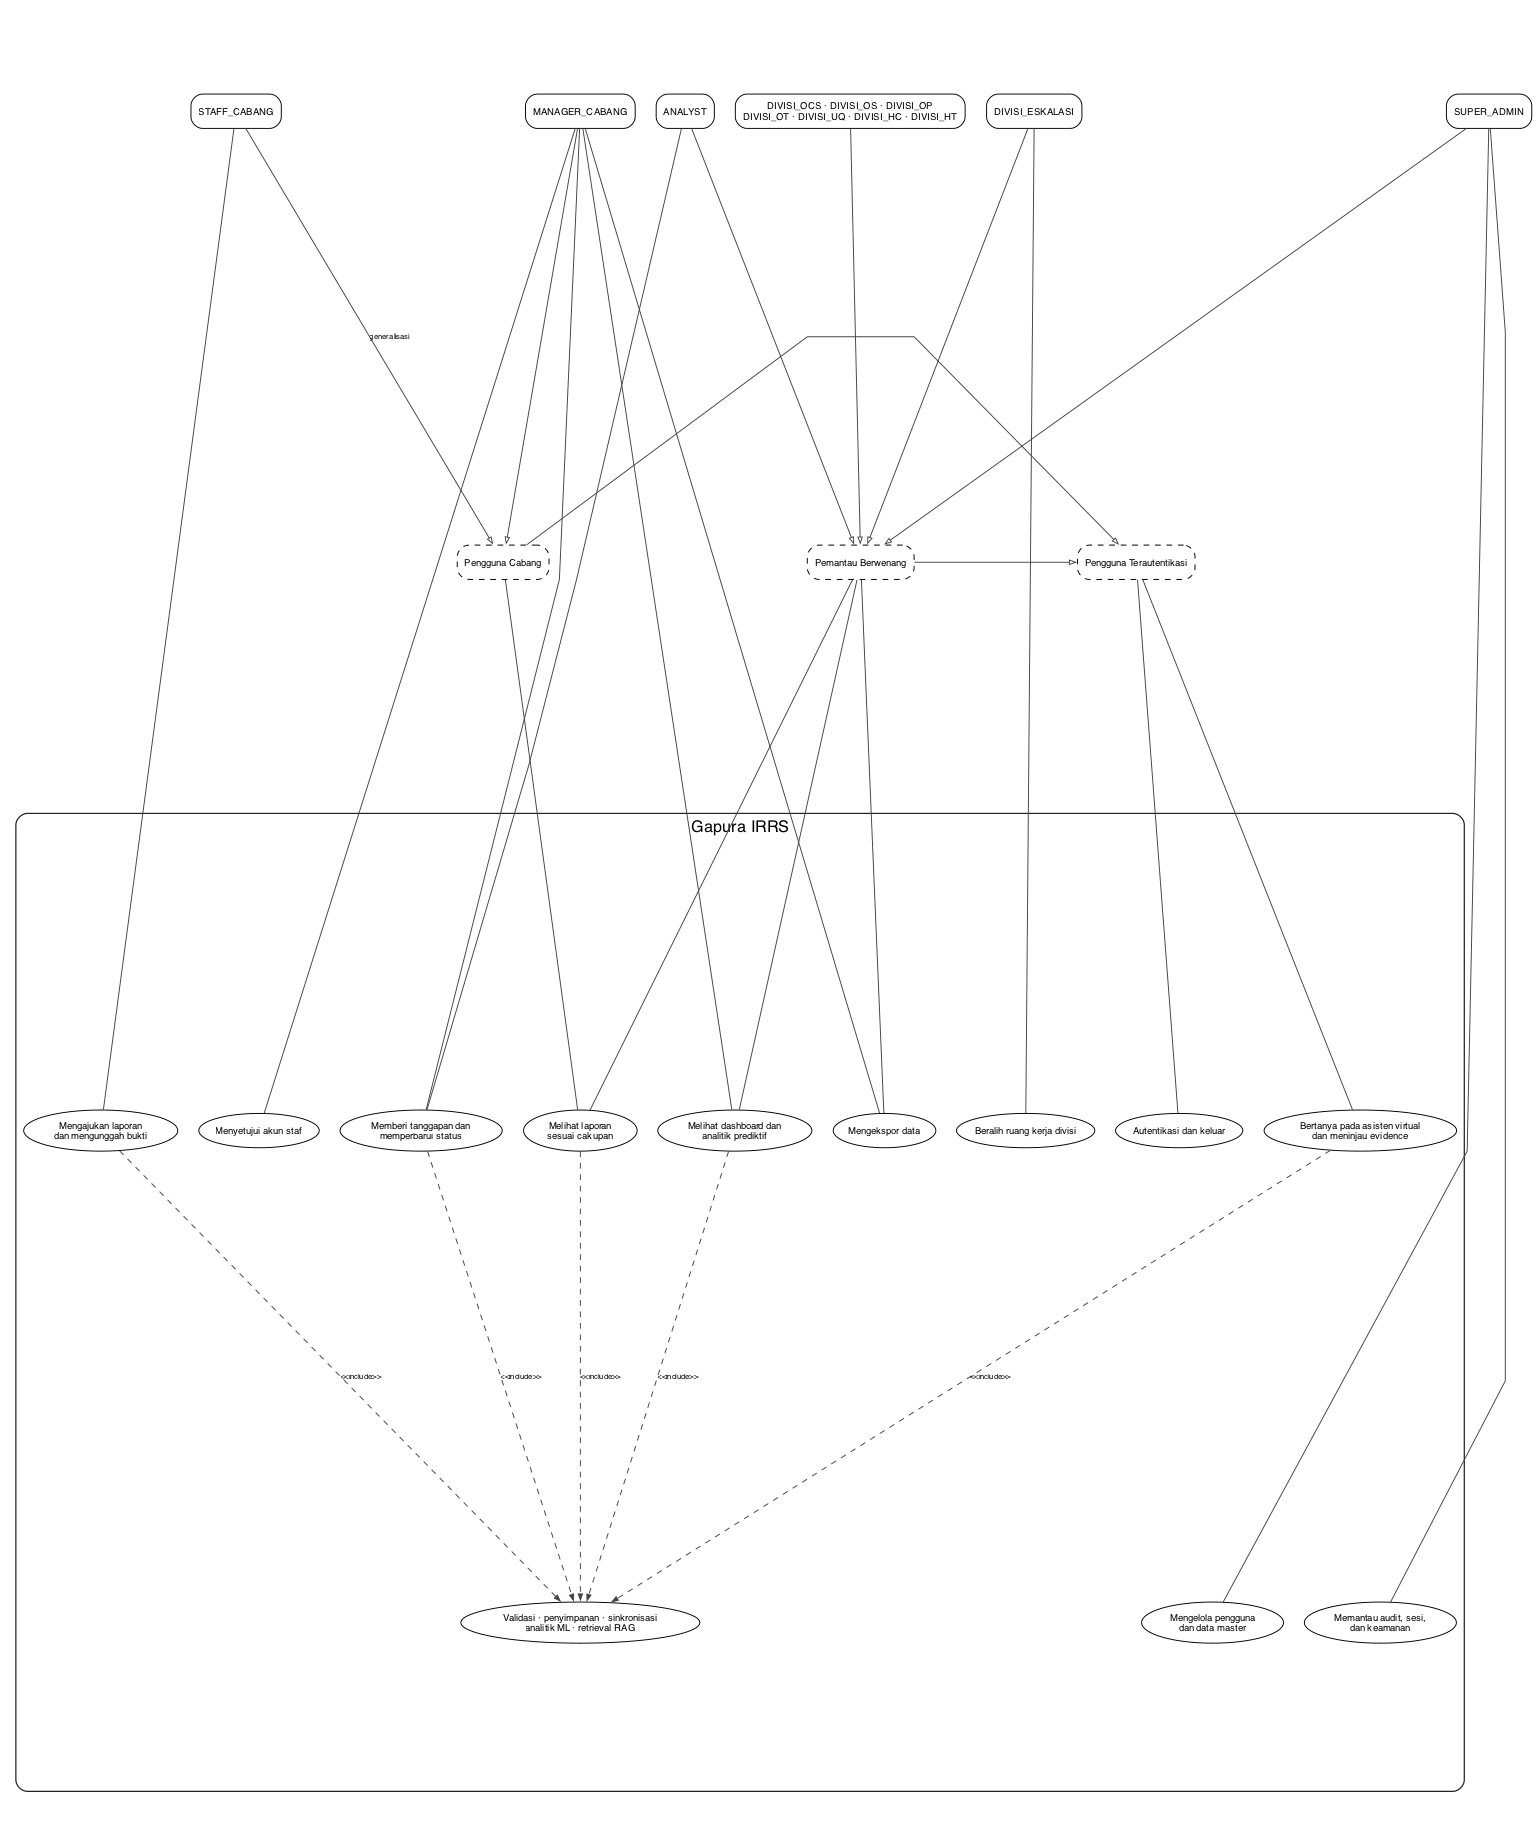 STAFF_CABANG
MANAGER_CABANG
ANALYST
DIVISI_OCS · DIVISI_OS · DIVISI_OP
DIVISI_OT · DIVISI_UQ · DIVISI_HC · DIVISI_HT
DIVISI_ESKALASI
SUPER_ADMIN
generalisasi
Pengguna Cabang
Pemantau Berwenang
Pengguna Terautentikasi
Gapura IRRS
Mengajukan laporan
dan mengunggah bukti
Menyetujui akun staf
Memberi tanggapan dan
memperbarui status
Melihat laporan
sesuai cakupan
Melihat dashboard dan
analitik prediktif
Mengekspor data
Beralih ruang kerja divisi
Autentikasi dan keluar
Bertanya pada asisten virtual
dan meninjau evidence
<<include>>
<<include>>
<<include>>
<<include>>
<<include>>
Validasi · penyimpanan · sinkronisasi
analitik ML · retrieval RAG
Mengelola pengguna
dan data master
Memantau audit, sesi,
dan keamanan